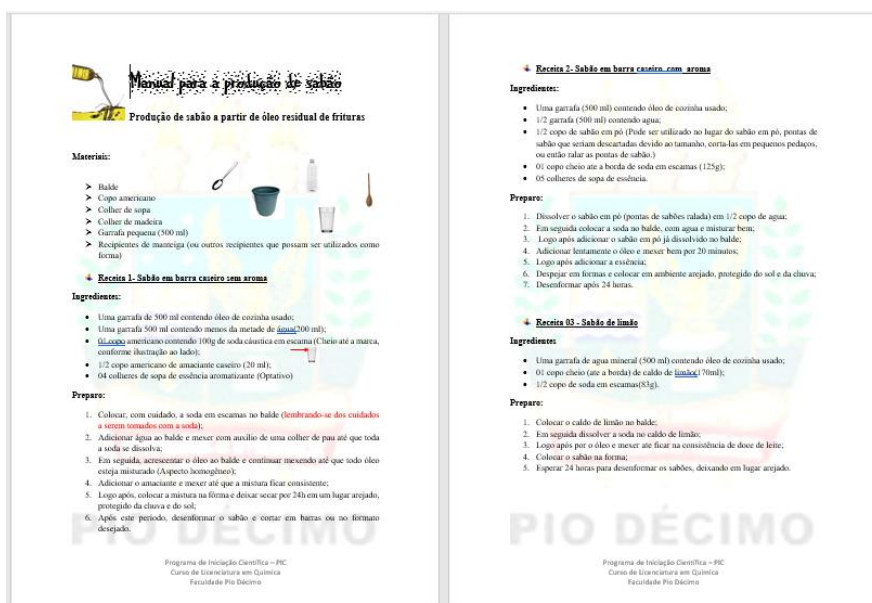 Manual para a produção de sabão
Produção de sabão a partir de óleo residual de frituras
Materiais:
Balde
Copo americano
Colher de sopa
Colher de madeira
Garrafa pequena (500 ml)
Recipientes de manteiga (ou outros recipientes que possam ser utilizados como
forma)
Receita 1- Sabão em barra caseiro sem aroma
Ingredientes:
Uma garrafa de 500 ml contendo óleo de cozinha usado;
Uma garrafa 500 ml contendo menos da metade de água(200 ml);
01 copo americano contendo 100g de soda cáustica em escama (Cheio até a marca,
conforme ilustração ao lado);
1/2 copo americano de amaciante caseiro (20 ml);
04 colheres de sopa de essência aromatizante (Optativo)
Preparo:
1. Colocar, com cuidado, a soda em escamas no balde (lembrando-se dos cuidados
a serem tomados com a soda);
2. Adicionar água ao balde e mexer com auxílio de uma colher de pau até que toda
a soda se dissolva;
3. Em seguida, acrescentar o óleo ao balde e continuar mexendo até que todo óleo
esteja misturado (Aspecto homogêneo);
4. Adicionar o amaciante e mexer até que a mistura ficar consistente;
5. Logo após, colocar a mistura na fôrma e deixar secar por 24h em um lugar arejado,
protegido da chuva e do sol;
6. Após este período, desenformar o sabão e cortar em barras ou no formato
desejado.
PIO DÉCIMO
Programa de Iniciação Científica – PIC
Curso de Licenciatura em Química
Faculdade Pio Décimo
Receita 2- Sabão em barra caseiro com aroma
Ingredientes:
Uma garrafa (500 ml) contendo óleo de cozinha usado;
1/2 garrafa (500 ml) contendo agua;
1/2 copo de sabão em pó (Pode ser utilizado no lugar do sabão em pó, pontas de
sabão que seriam descartadas devido ao tamanho, corta-las em pequenos pedaços,
ou então ralar as pontas de sabão.)
01 copo cheio ate a borda de soda em escamas (125g);
05 colheres de sopa de essência.
Preparo:
1. Dissolver o sabão em pó (pontas de sabões ralada) em 1/2 copo de agua;
2. Em seguida colocar a soda no balde, com agua e misturar bem;
3. Logo após adicionar o sabão em pó já dissolvido no balde;
4. Adicionar lentamente o óleo e mexer bem por 20 minutos;
5. Logo após adicionar a essência;
6. Despejar em formas e colocar em ambiente arejado, protegido do sol e da chuva;
7. Desenformar após 24 horas.
Receita 03 - Sabão de limão
Ingredientes
Uma garrafa de agua mineral (500 ml) contendo óleo de cozinha usado;
01 copo cheio (ate a borda) de caldo de limão(170ml);
1/2 copo de soda em escamas(83g).
Preparo:
1. Colocar o caldo de limão no balde;
2. Em seguida dissolver a soda no caldo de limão;
3. Logo após por o óleo e mexer ate ficar na consistência de doce de leite;
4. Colocar o sabão na forma;
5. Esperar 24 horas para desenformar os sabões, deixando em lugar arejado.
PIO DÉCIMO
Programa de Iniciação Científica – PIC
Curso de Licenciatura em Química
Faculdade Pio Décimo